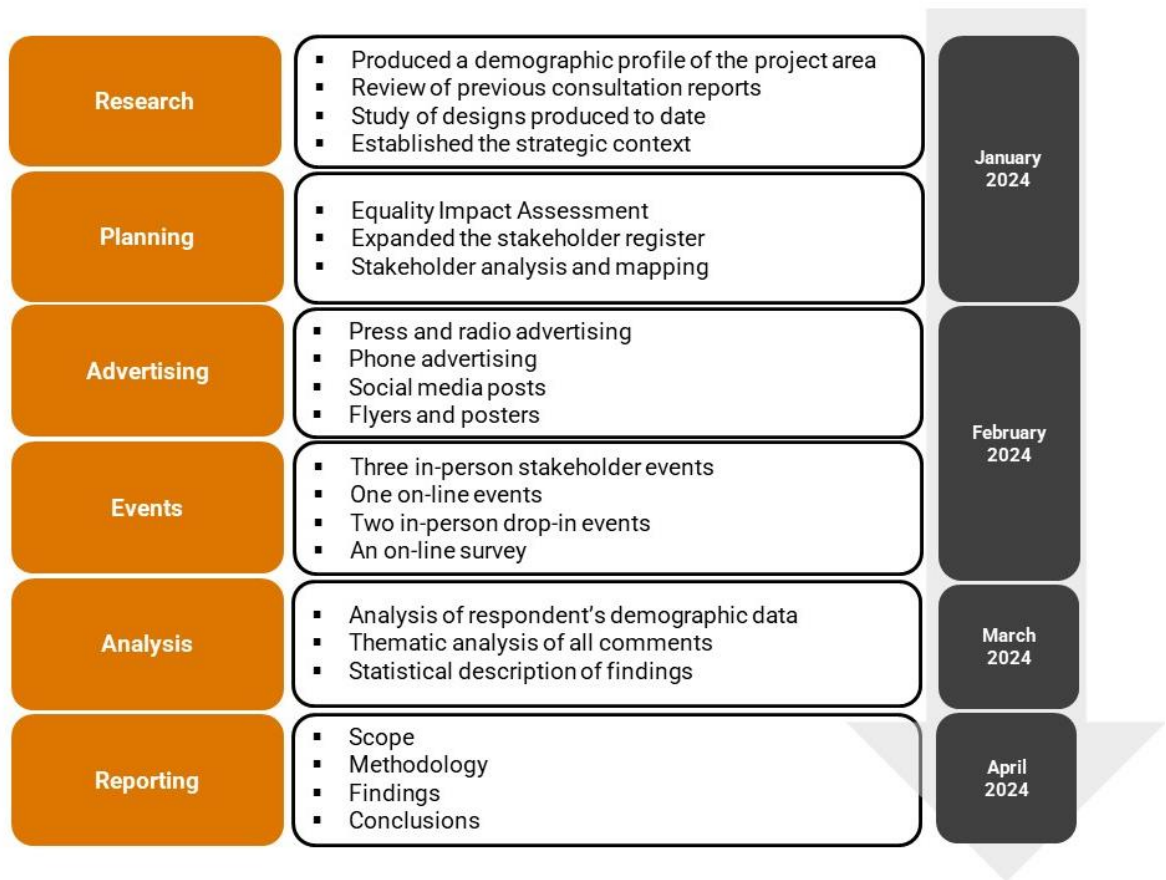 Research
▪ Produced a demographic profile of the project area
▪ Review of previous consultation reports
▪ Study of designs produced to date
▪ Established the strategic context
January
2024
Planning
▪ Equality Impact Assessment
▪ Expanded the stakeholder register
▪ Stakeholder analysis and mapping
Advertising
▪ Press and radio advertising
▪ Phone advertising
▪ Social media posts
▪ Flyers and posters
February
2024
Events
▪ Three in-person stakeholder events
▪ One on-line events
▪ Two in-person drop-in events
▪ An on-line survey
Analysis
▪ Analysis of respondent’s demographic data
▪ Thematic analysis of all comments
▪ Statistical description of findings
March
2024
Reporting
▪ Scope
▪ Methodology
▪ Findings
▪ Conclusions
April
2024